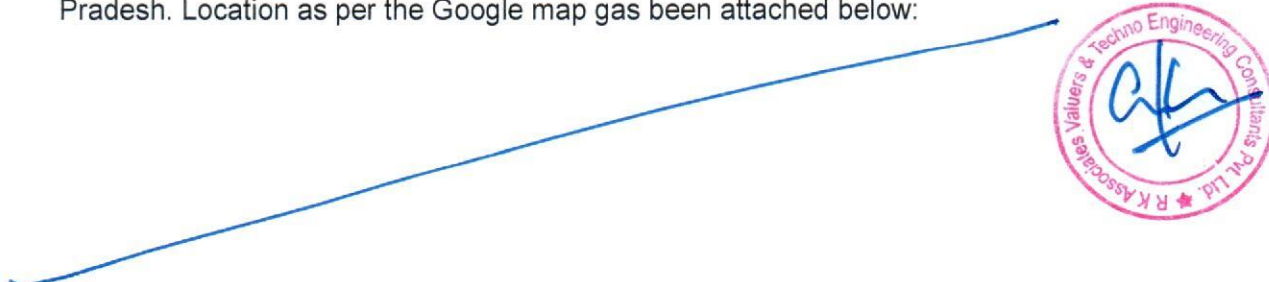 Pradesh. Location as per the Google map gas been attached below:
R K Associates Valuers & Techno Engineering Consultants Pvt. Ltd.